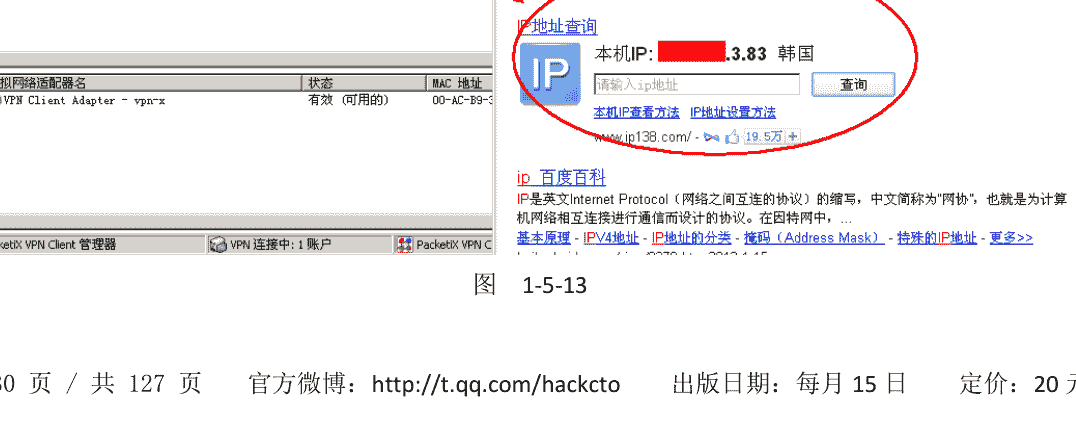 IP地址查询
IP
本机IP: .3.83 韩国
请输入ip地址
查询
本机IP查看方法 IP地址设置方法
www.ip138.com/ - 19.5万
拟网络适配器名 状态 MAC 地址
VPN Client Adapter - vpn-x 有效 (可用的) 00-AC-B9-3
ip_百度百科
IP是英文Internet Protocol（网络之间互连的协议）的缩写，中文简称为"网协"，也就是为计算
机网络相互连接进行通信而设计的协议。在因特网中，...
基本原理 - IPV4地址 - IP地址的分类 - 掩码（Address Mask） - 特殊的IP地址 - 更多>>
ketiX VPN Client 管理器 VPN 连接中: 1 账户 PacketiX VPN C
图 1-5-13
30 页 / 共 127 页 官方微博：http://t.qq.com/hackcto 出版日期：每月 15 日 定价：20 元